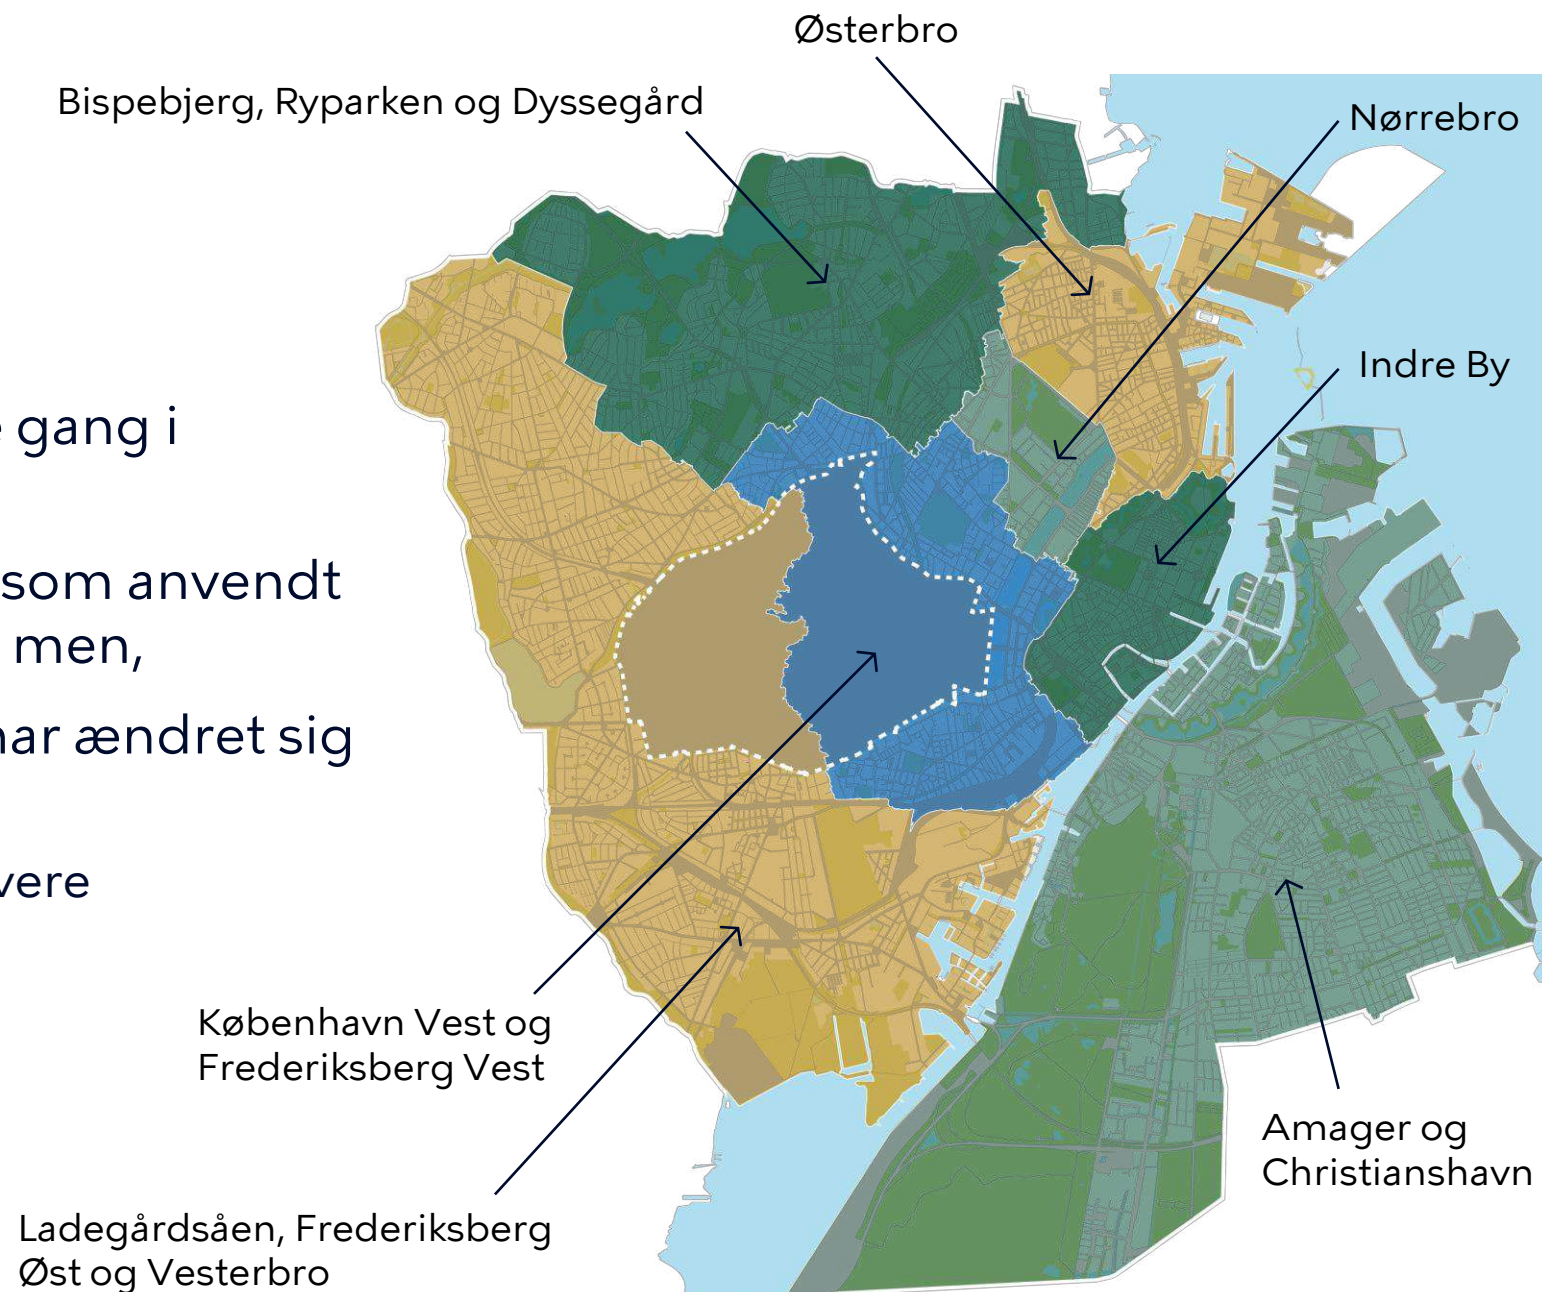 Østerbro
Bispebjerg, Ryparken og Dyssegård
Nørrebro
Indre By
gang i
som anvendt
men,
har ændret sig
København Vest og
Frederiksberg Vest
Amager og
Christianshavn
Ladegårdsåen, Frederiksberg
Øst og Vesterbro